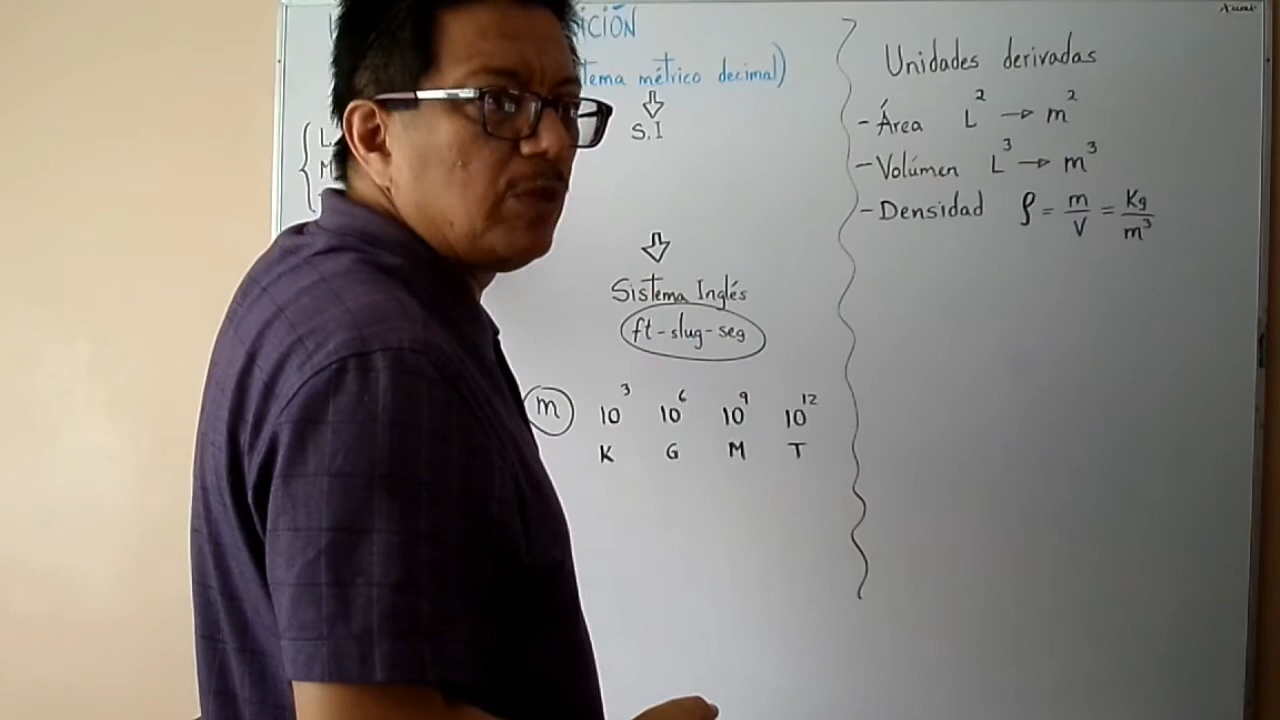 ICIÓN
tema métrico decimal)
S.I
L
M
Sistema Inglés
ft-slug-seg
m 10³ 10⁶ 10⁹ 10¹²
K G M T
Unidades derivadas
- Área L² → m²
- Volúmen L³ → m³
- Densidad ρ = m/V = Kg/m³